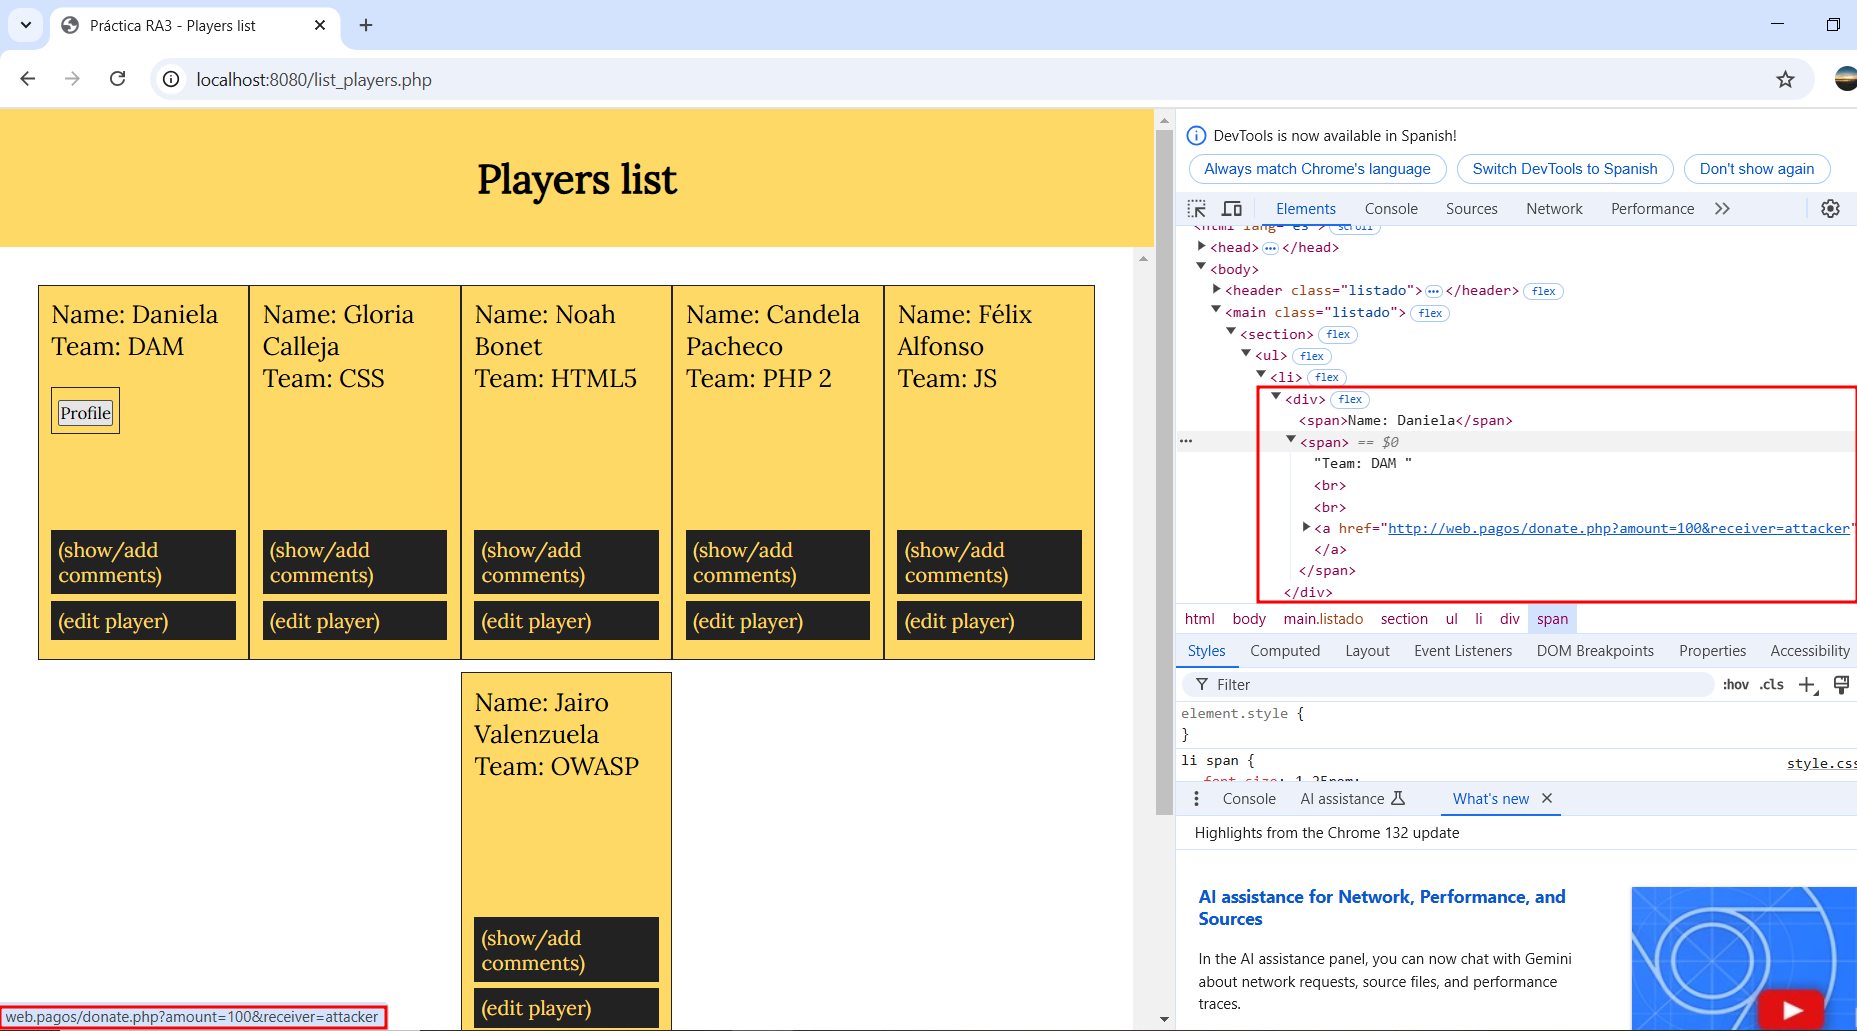 Práctica RA3 - Players list
localhost:8080/list_players.php
Players list
Name: Daniela
Team: DAM
Profile
(show/add
comments)
(edit player)
Name: Gloria
Calleja
Team: CSS
(show/add
comments)
(edit player)
Name: Noah
Bonet
Team: HTML5
(show/add
comments)
(edit player)
Name: Candela
Pacheco
Team: PHP 2
(show/add
comments)
(edit player)
Name: Félix
Alfonso
Team: JS
(show/add
comments)
(edit player)
Name: Jairo
Valenzuela
Team: OWASP
(show/add
comments)
(edit player)
web.pagos/donate.php?amount=100&receiver=attacker
DevTools is now available in Spanish!
Always match Chrome's language Switch DevTools to Spanish Don't show again
Elements Console Sources Network Performance
<html lang="es"> scroll
<head> ••• </head>
<body>
<header class="listado"> ••• </header> flex
<main class="listado"> flex
<section> flex
<ul> flex
<li> flex
<div> flex
<span>Name: Daniela</span>
••• <span> == $0
"Team: DAM "
<br>
<br>
<a href="http://web.pagos/donate.php?amount=100&receiver=attacker"
</a>
</span>
</div>
html body main.listado section ul li div span
Styles Computed Layout Event Listeners DOM Breakpoints Properties Accessibility
Filter :hov .cls
element.style {
}
li span { style.css
font-size: 1.25rem;
Console AI assistance What's new
Highlights from the Chrome 132 update
AI assistance for Network, Performance, and
Sources
In the AI assistance panel, you can now chat with Gemini
about network requests, source files, and performance
traces.